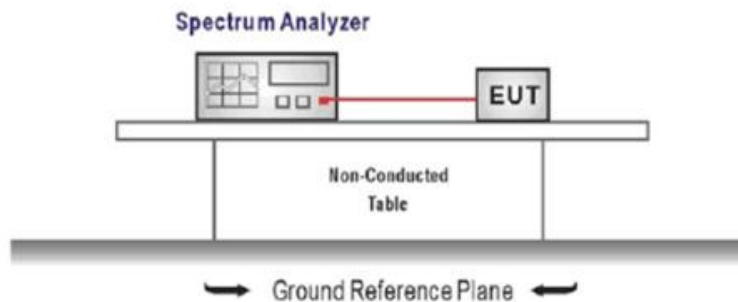 Spectrum Analyzer
EUT
Non-Conducted
Table
Ground Reference Plane